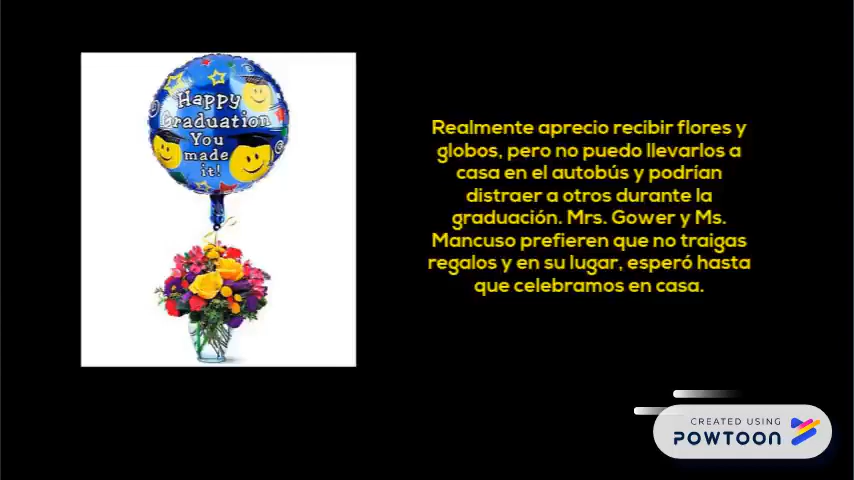 Happy
Graduation
You
made
it!
Realmente aprecio recibir flores y
globos, pero no puedo llevarlos a
casa en el autobús y podrían
distraer a otros durante la
graduación. Mrs. Gower y Ms.
Mancuso prefieren que no traigas
regalos y en su lugar, esperó hasta
que celebramos en casa.
CREATED USING
POWTOON